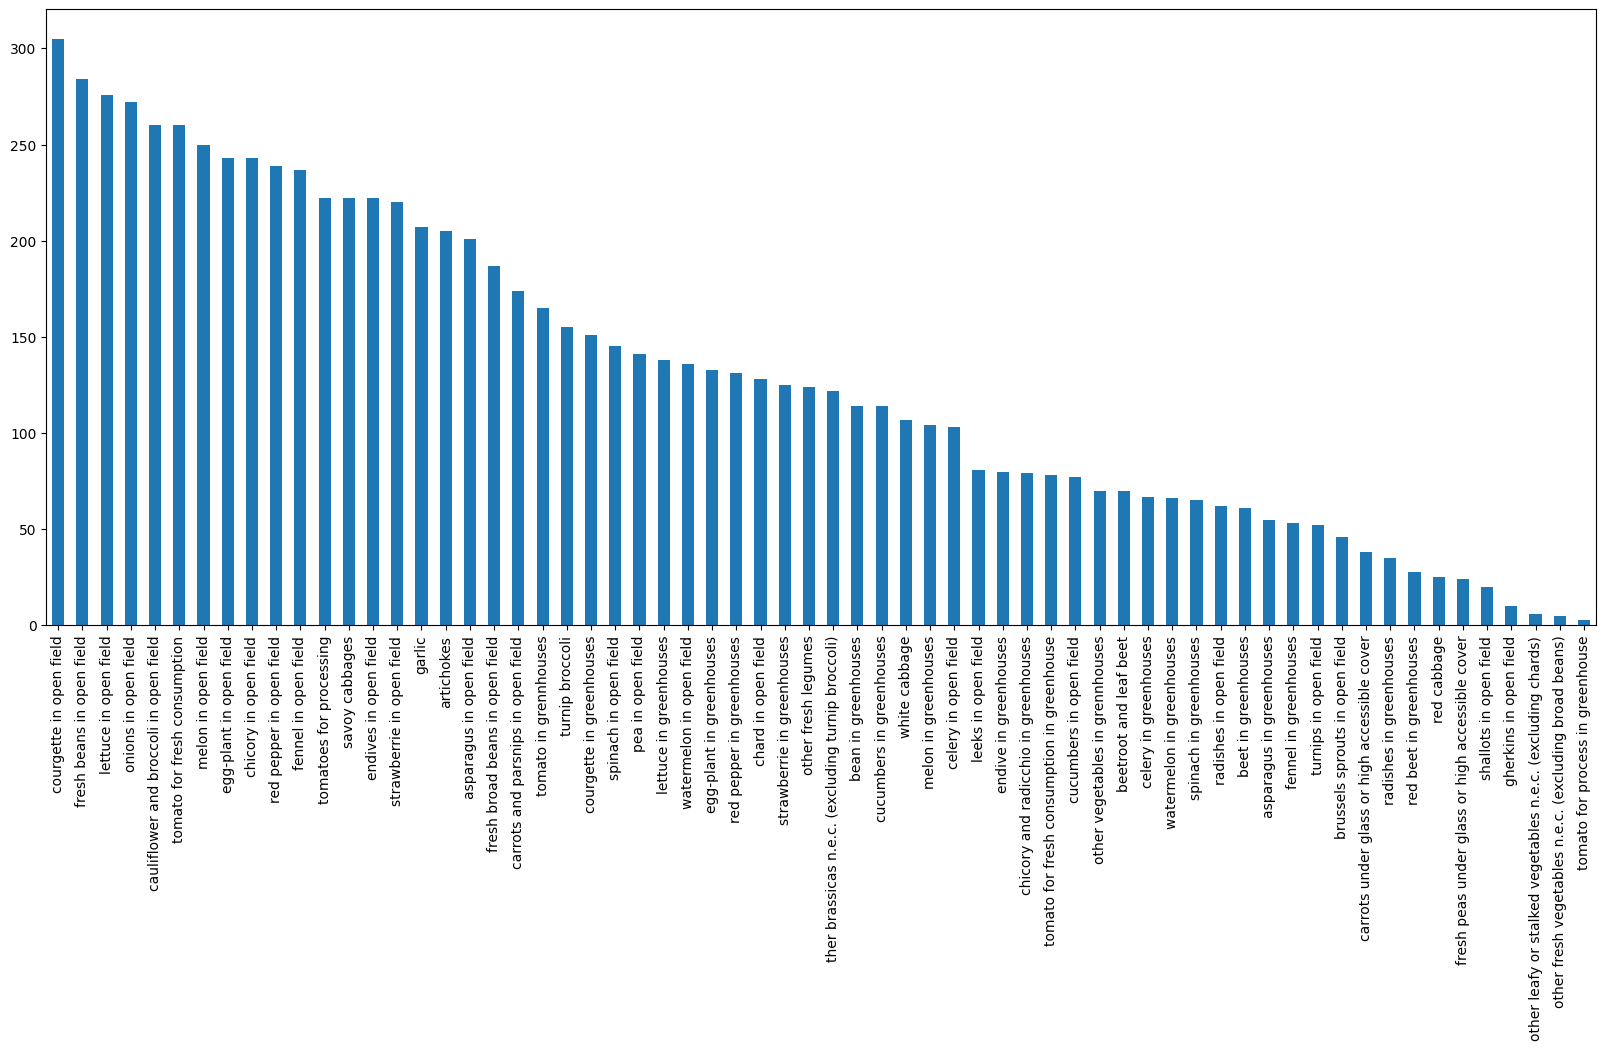 300
250
200
150
100
50
0
courgette in open field
fresh beans in open field
lettuce in open field
onions in open field
cauliflower and broccoli in open field
tomato for fresh consumption
melon in open field
egg-plant in open field
chicory in open field
red pepper in open field
fennel in open field
tomatoes for processing
savoy cabbages
endives in open field
strawberrie in open field
garlic
artichokes
asparagus in open field
fresh broad beans in open field
carrots and parsnips in open field
tomato in grennhouses
turnip broccoli
courgette in greenhouses
spinach in open field
pea in open field
lettuce in greenhouses
watermelon in open field
egg-plant in greenhouses
red pepper in greenhouses
chard in open field
strawberrie in greenhouses
other fresh legumes
ther brassicas n.e.c. (excluding turnip broccoli)
bean in greenhouses
cucumbers in greenhouses
white cabbage
melon in greenhouses
celery in open field
leeks in open field
endive in greenhouses
chicory and radicchio in greenhouses
tomato for fresh consumption in greenhouse
cucumbers in open field
other vegetables in grennhouses
beetroot and leaf beet
celery in greenhouses
watermelon in greenhouses
spinach in greenhouses
radishes in open field
beet in greenhouses
asparagus in greenhouses
fennel in greenhouses
turnips in open field
brussels sprouts in open field
carrots under glass or high accessible cover
radishes in greenhouses
red beet in greenhouses
red cabbage
fresh peas under glass or high accessible cover
shallots in open field
gherkins in open field
other leafy or stalked vegetables n.e.c. (excluding chards)
other fresh vegetables n.e.c. (excluding broad beans)
tomato for process in greenhouse